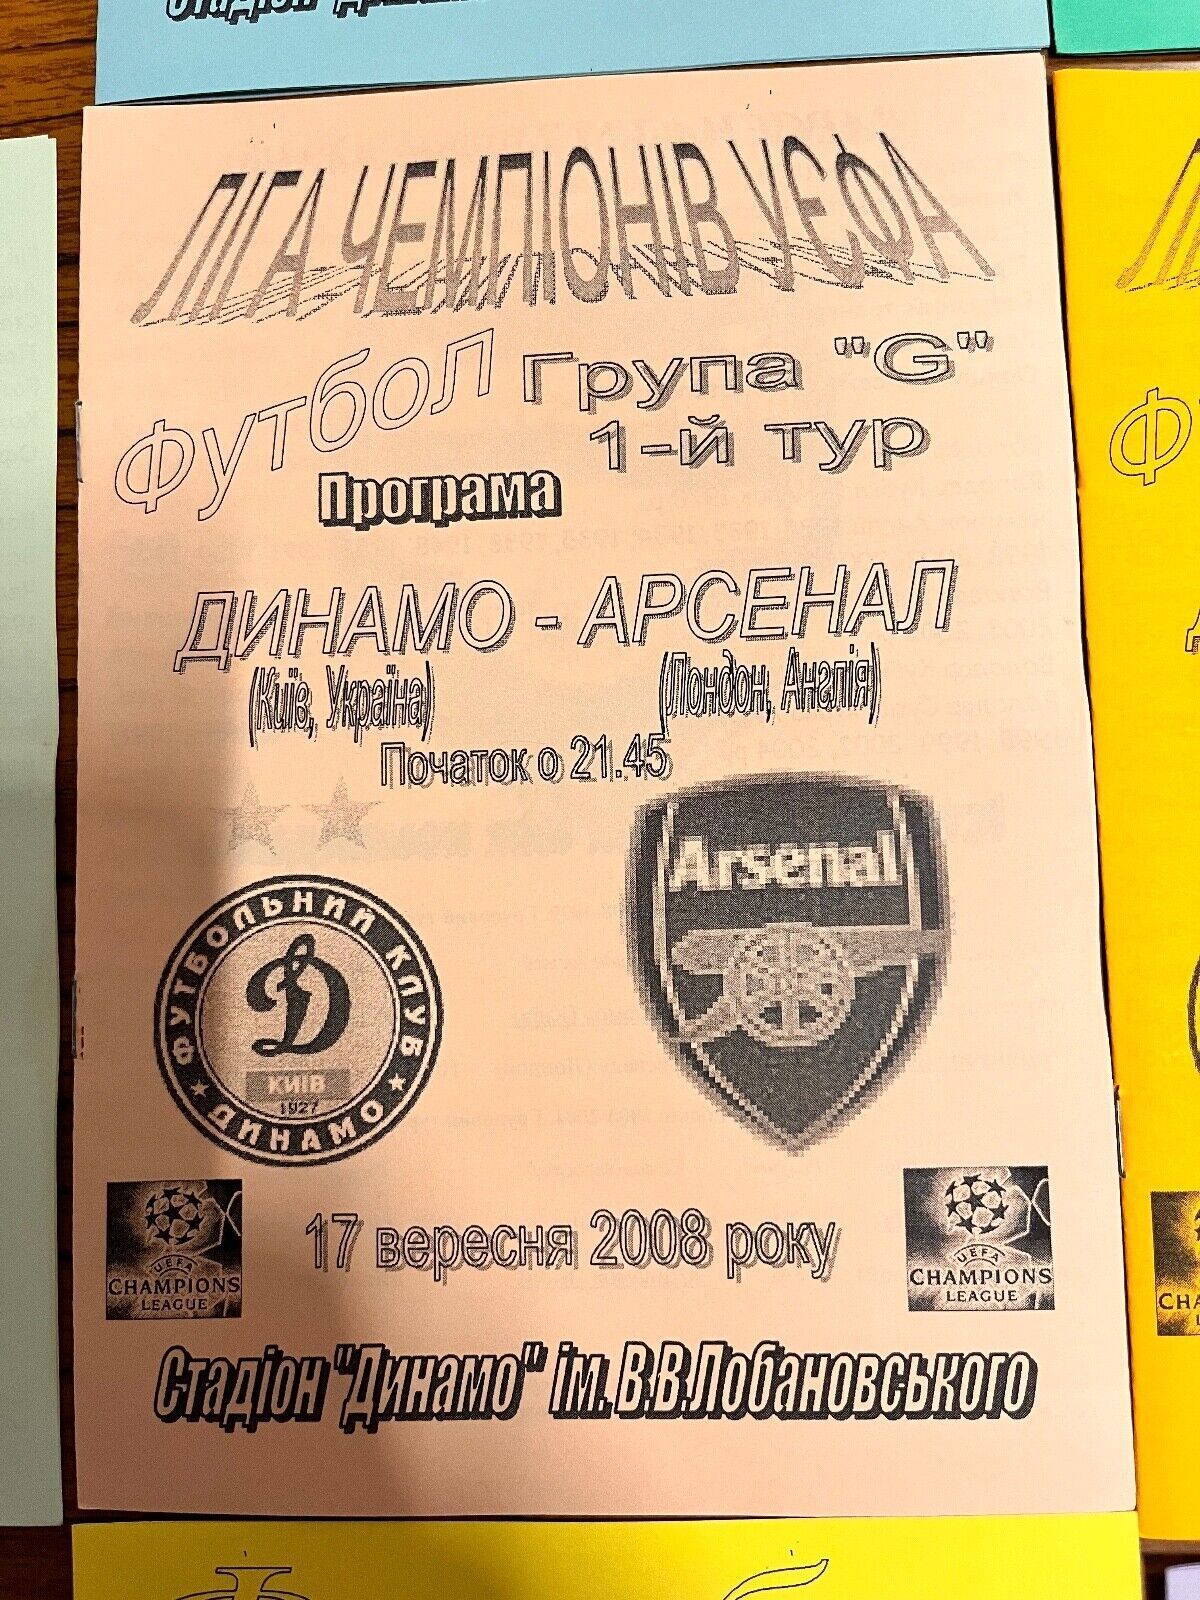 Стадіон
ЛІГА ЧЕМПІОНІВ УЄФА
Футбол
Група "G"
1-й тур
Програма
ДИНАМО - АРСЕНАЛ
(Київ, Україна) (Лондон, Англія)
Початок о 21.45
Arsenal
ФУТБОЛЬНИЙ КЛУБ
Д
КИЇВ
1927
★ ДИНАМО ★
UEFA
CHAMPIONS
LEAGUE
17 вересня 2008 року
UEFA
CHAMPIONS
LEAGUE
Стадіон "Динамо" ім. В.В.Лобановського